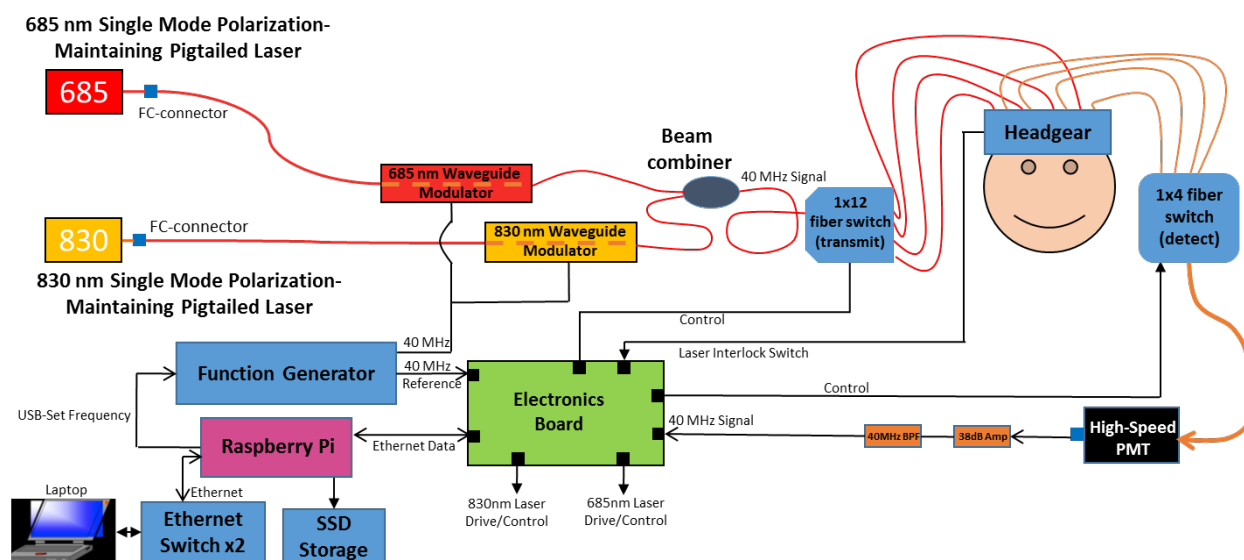 685 nm Single Mode Polarization-
Maintaining Pigtailed Laser
685
FC-connector
685 nm Waveguide
Modulator
Beam
combiner
40 MHz Signal
1x12
fiber switch
(transmit)
Headgear
1x4 fiber
switch
(detect)
830
FC-connector
830 nm Waveguide
Modulator
830 nm Single Mode Polarization-
Maintaining Pigtailed Laser
Control
Laser Interlock Switch
40 MHz
Function Generator
40 MHz
Reference
USB-Set Frequency
Electronics
Board
Control
40 MHz Signal
40MHz BPF
38dB Amp
High-Speed
PMT
Raspberry Pi
Ethernet Data
Laptop
Ethernet
Ethernet
Switch x2
SSD
Storage
830nm Laser
Drive/Control
685nm Laser
Drive/Control